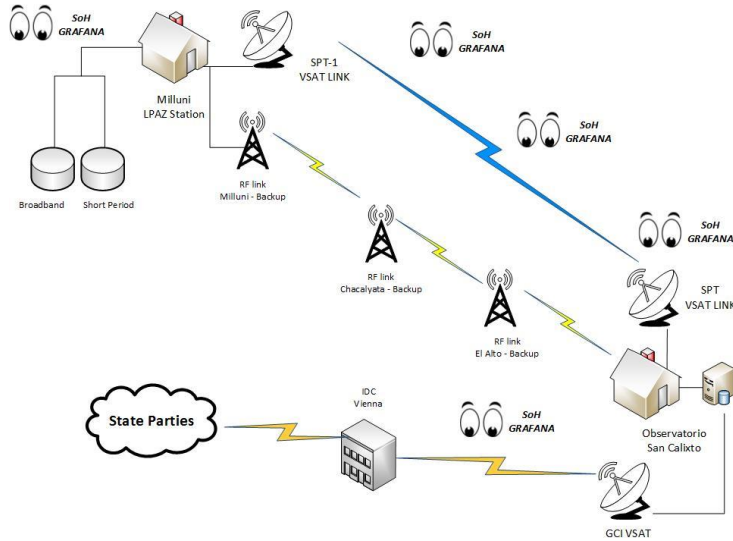 SoH
GRAFANA
SoH
GRAFANA
SPT-1
VSAT LINK
Milluni
LPAZ Station
SoH
GRAFANA
Broadband
Short Period
RF link
Milluni - Backup
SoH
GRAFANA
RF link
Chacalyata - Backup
SPT
VSAT LINK
RF link
El Alto - Backup
IDC
Vienna
State Parties
SoH
GRAFANA
Observatorio
San Calixto
GCI VSAT